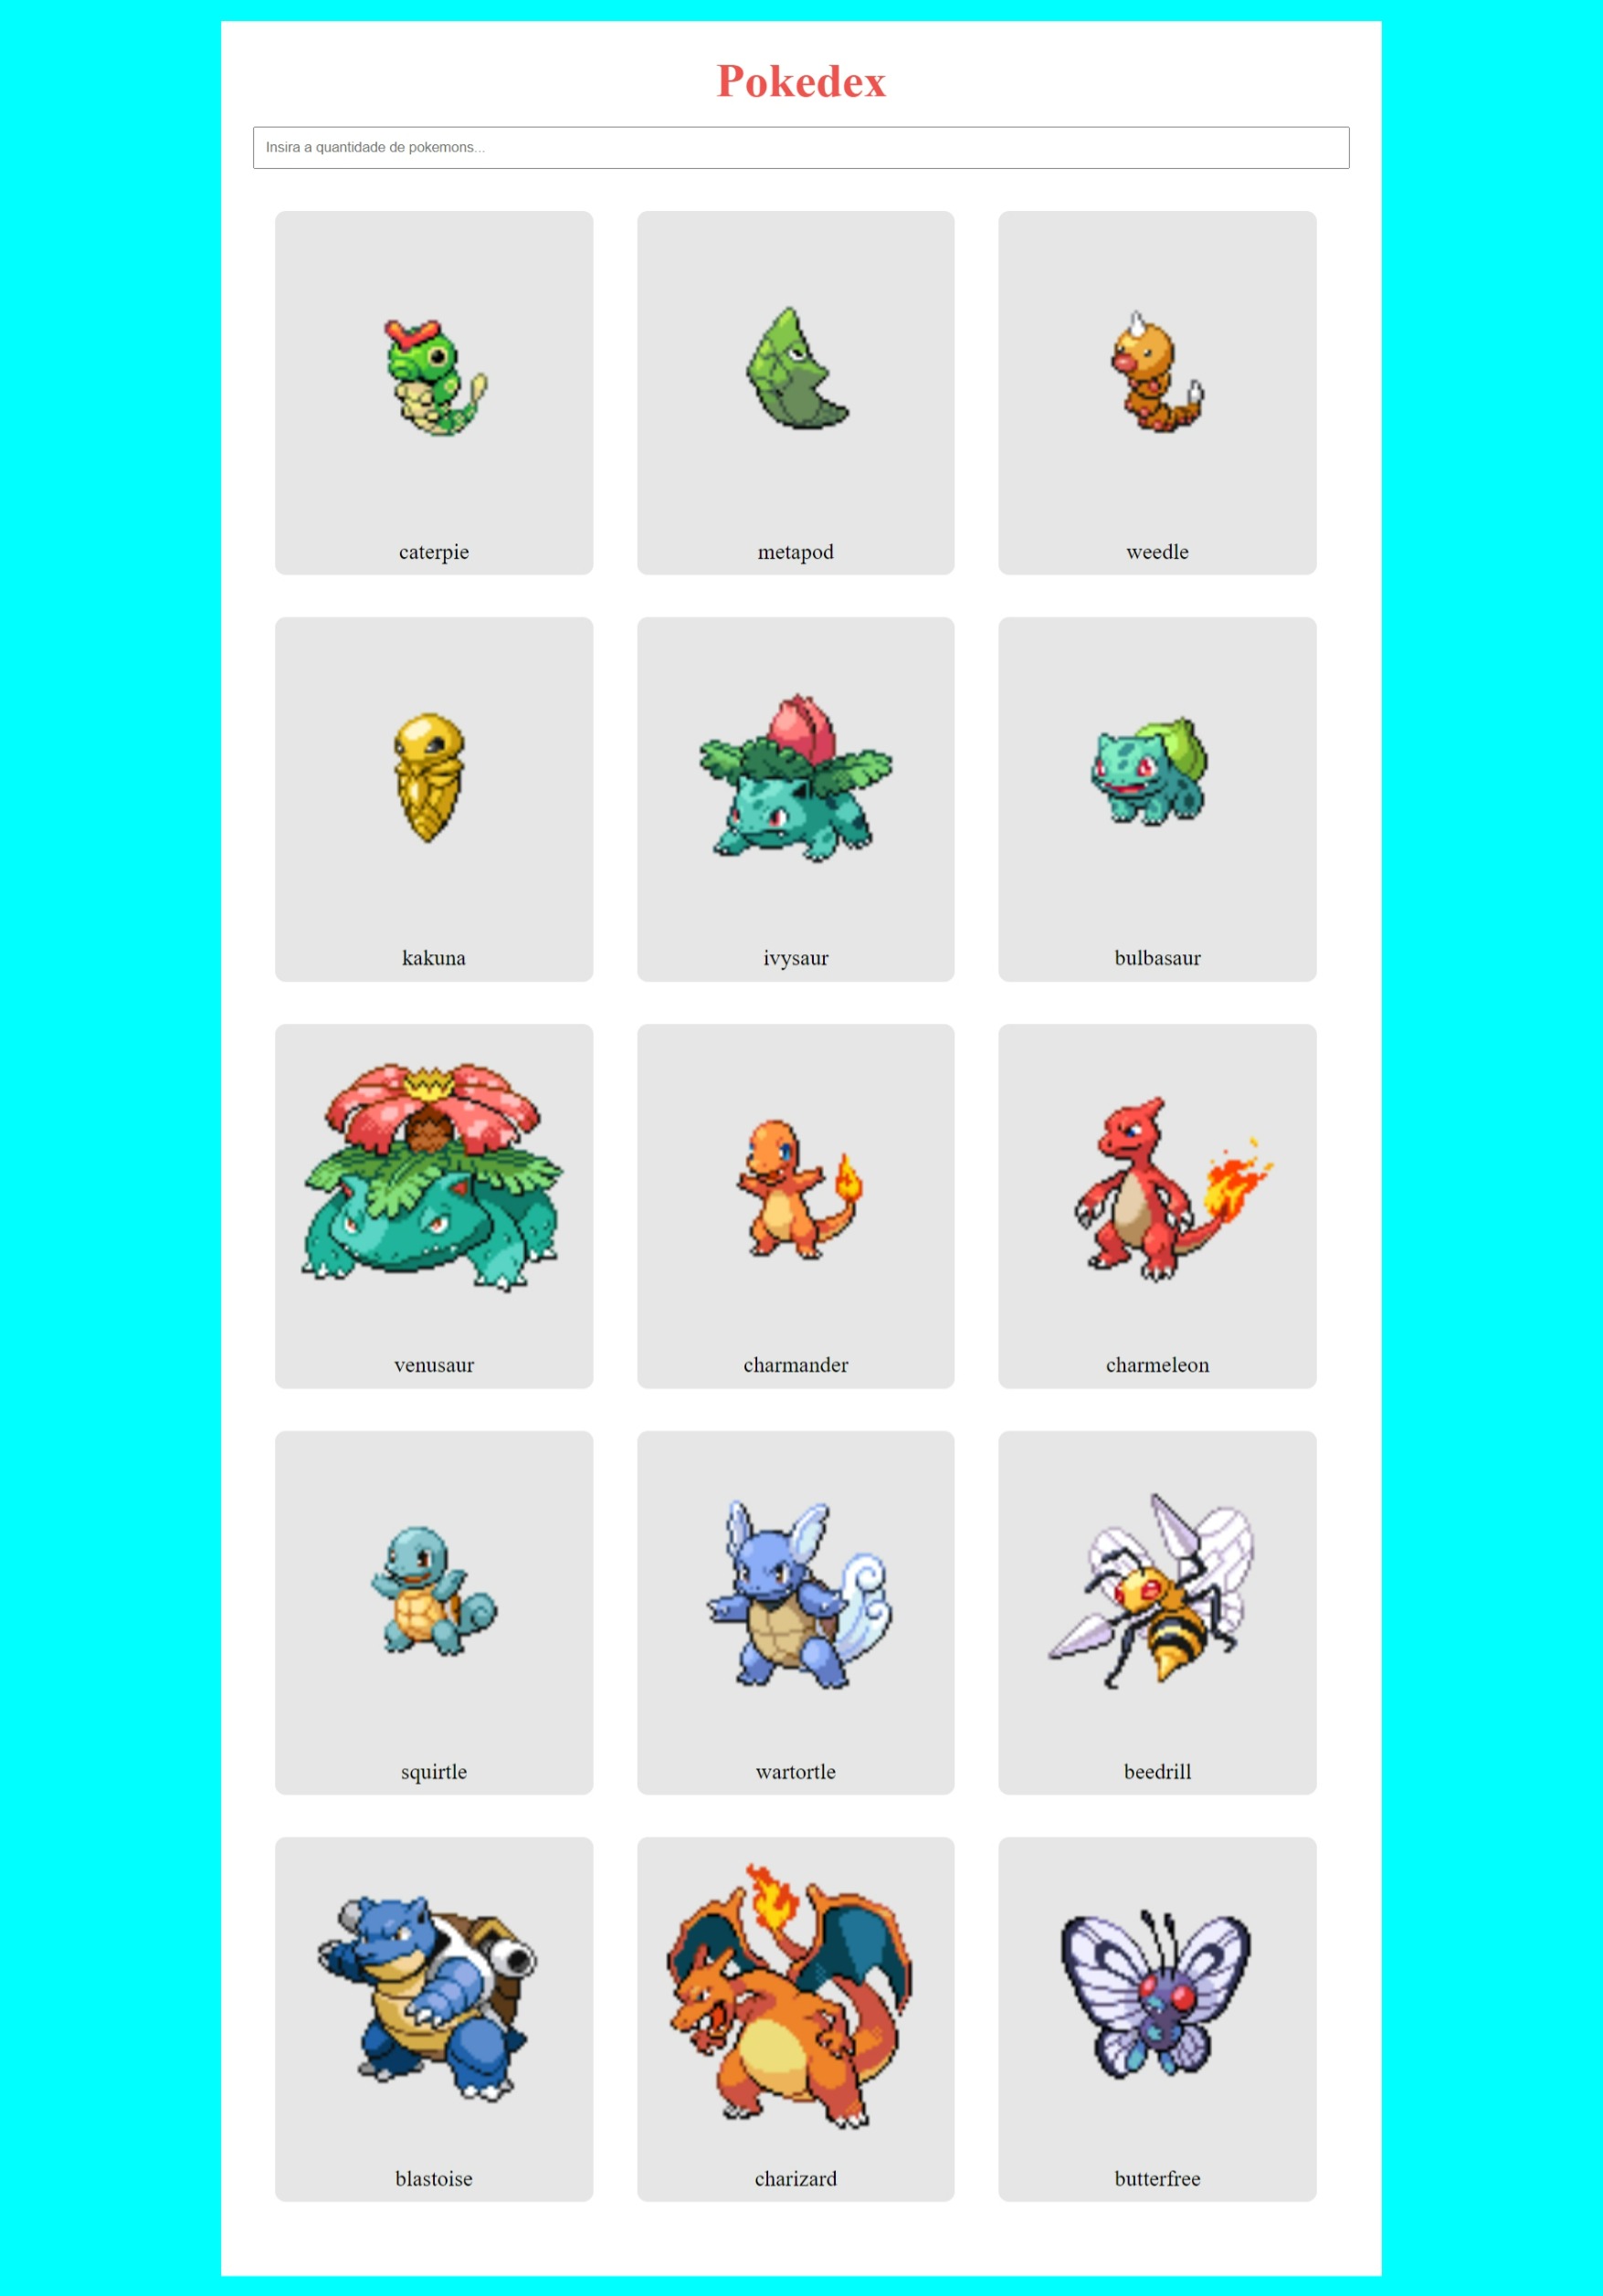 Pokedex
Insira a quantidade de pokemons...
caterpie
metapod
weedle
kakuna
ivysaur
bulbasaur
venusaur
charmander
charmeleon
squirtle
wartortle
beedrill
blastoise
charizard
butterfree